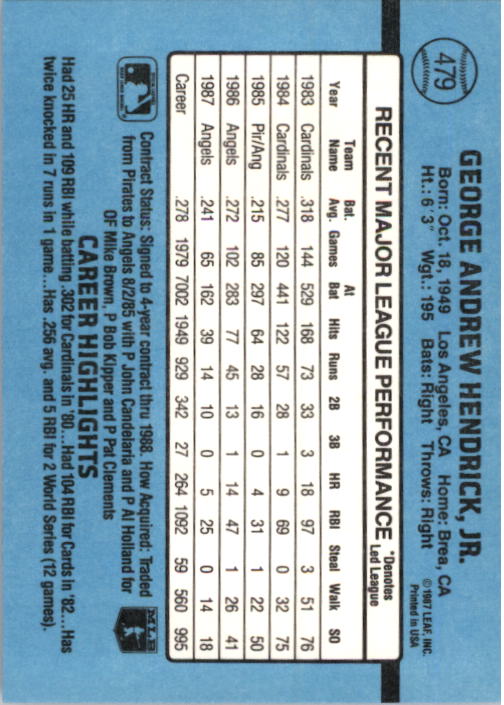 479
GEORGE ANDREW HENDRICK, JR.
Born: Oct. 18, 1949 Los Angeles, CA Home: Brea, CA
Ht.: 6' 3" Wgt.: 195 Bats: Right Throws: Right
©1987 LEAF, INC.
Printed in USA
RECENT MAJOR LEAGUE PERFORMANCE
*Denotes
Led League
Year Team Name Bat. Avg. Games At Bat Hits Runs 2B 3B HR RBI Steal Walk SO
1983 Cardinals .318 144 529 168 73 33 3 18 97 3 51 76
1984 Cardinals .277 120 441 122 57 28 1 9 69 0 32 75
1985 Pir/Ang .215 85 297 64 28 16 0 4 31 1 22 50
1986 Angels .272 102 283 77 45 13 1 14 47 1 26 41
1987 Angels .241 65 162 39 14 10 0 5 25 0 14 18
Career .278 1979 7002 1949 929 342 27 264 1092 59 560 995
Contract Status: Signed to 4-year contract thru 1988. How Acquired: Traded
from Pirates to Angels 8/285 with P John Candelaria and P Al Holland for
OF Mike Brown, P Bob Kipper and P Pat Clements
MLB
CAREER HIGHLIGHTS
Had 25 HR and 109 RBI while batting .302 for Cardinals in '80....Had 104 RBI for Cards in '82....Has
twice knocked in 7 runs in 1 game...Has .256 avg. and 5 RBI for 2 World Series (12 games).